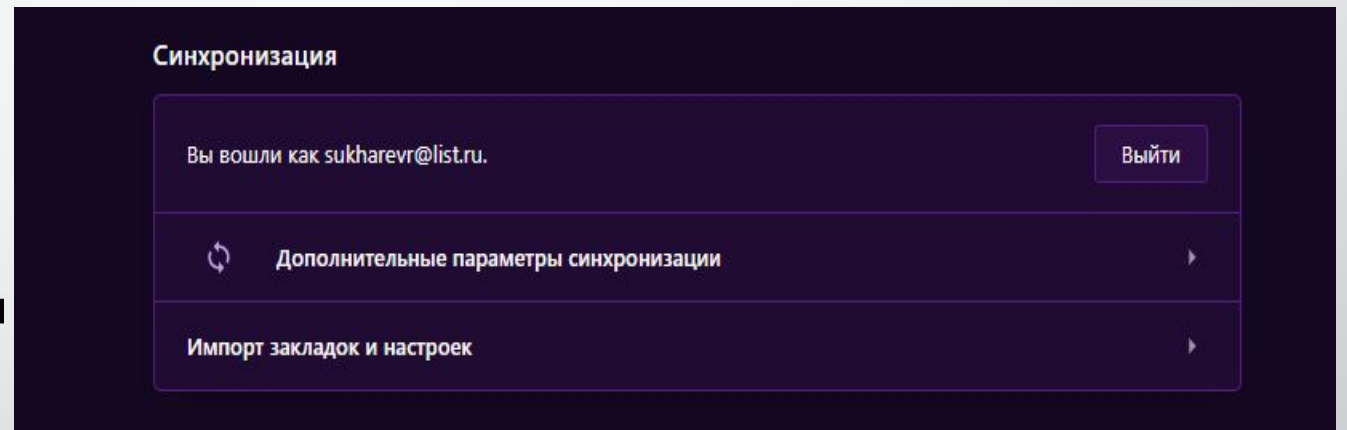 Синхронизация
Вы вошли как sukharevr@list.ru.
Выйти
Дополнительные параметры синхронизации
Импорт закладок и настроек